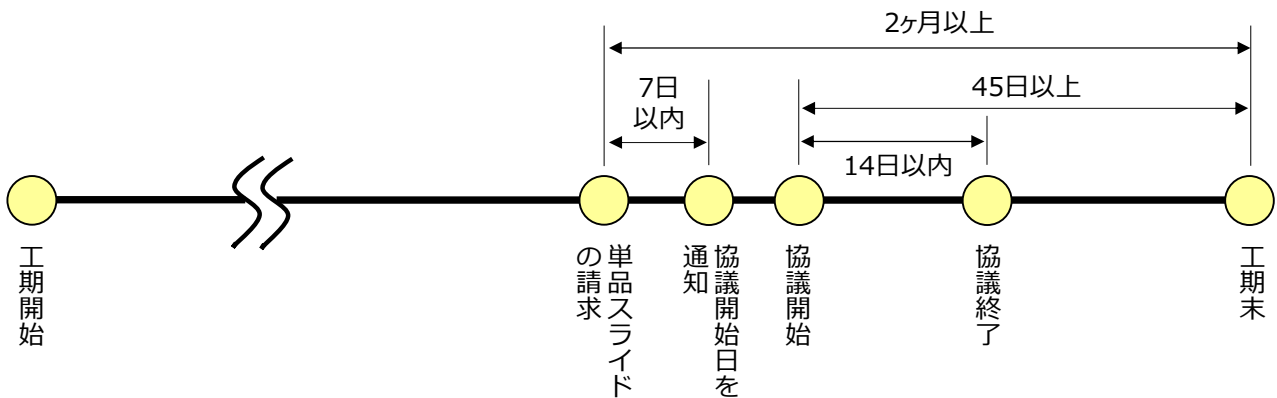 2ヶ月以上
7日
以内
45日以上
14日以内
工期開始
単品スライド
の請求
協議開始日を
通知
協議開始
協議終了
工期末